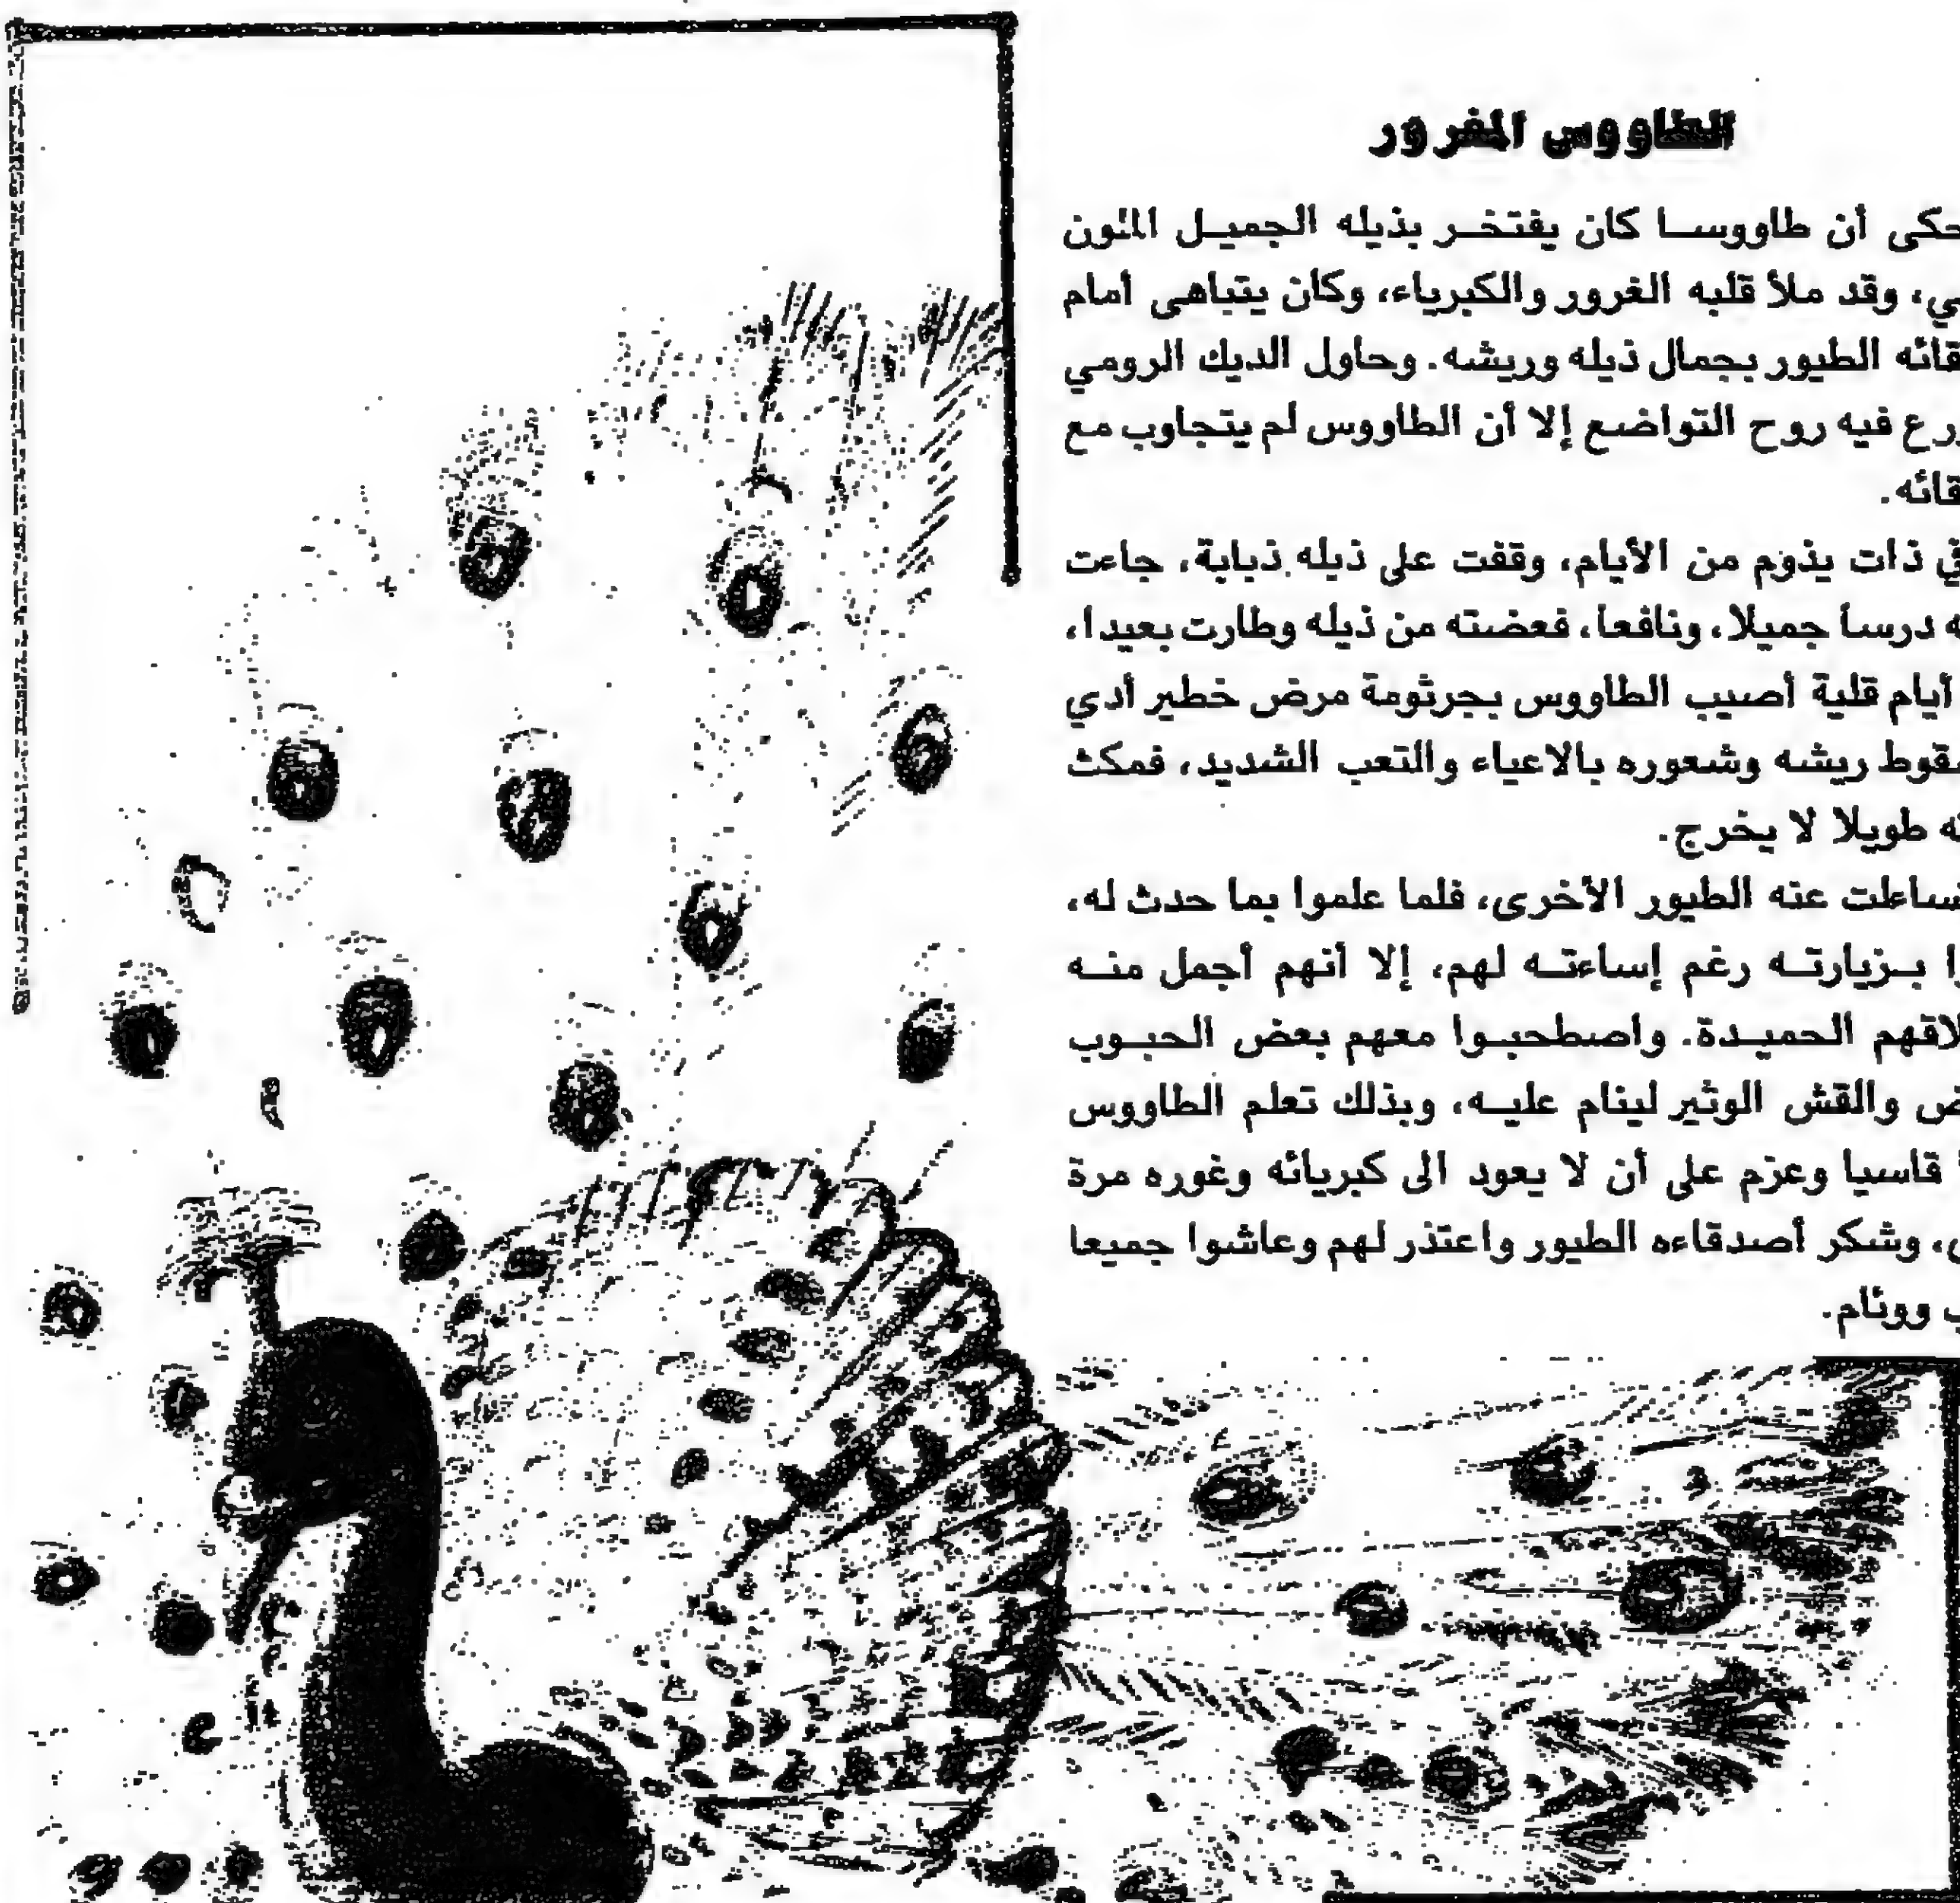 الطاووس المغرور
حكى أن طاووسا كان يفتخر بذيله الجميل الملون
ي، وقد ملأ قلبه الغرور والكبرياء، وكان يتباهى أمام
قائه الطيور بجمال ذيله وريشه. وحاول الديك الرومي
زرع فيه روح التواضع إلا أن الطاووس لم يتجاوب مع
قائه.
ي ذات يذوم من الأيام، وقفت على ذيله ذبابة، جاءت
ه درساً جميلا، ونافعا، فعضته من ذيله وطارت بعيدا،
أيام قلية أصيب الطاووس بجرثومة مرض خطير أدي
قوط ريشه وشعوره بالاعياء والتعب الشديد، فمكث
ه طويلا لا يخرج.
ساءلت عنه الطيور الأخرى، فلما علموا بما حدث له،
وا بزيارته رغم إساءته لهم، إلا أنهم أجمل منه
لاقهم الحميدة. واصطحبوا معهم بعض الحبوب
ض والقش الوثير لينام عليه، وبذلك تعلم الطاووس
قاسيا وعزم على أن لا يعود الى كبريائه وغوره مرة
ى، وشكر أصدقاءه الطيور واعتذر لهم وعاشوا جميعا
ب ووئام.